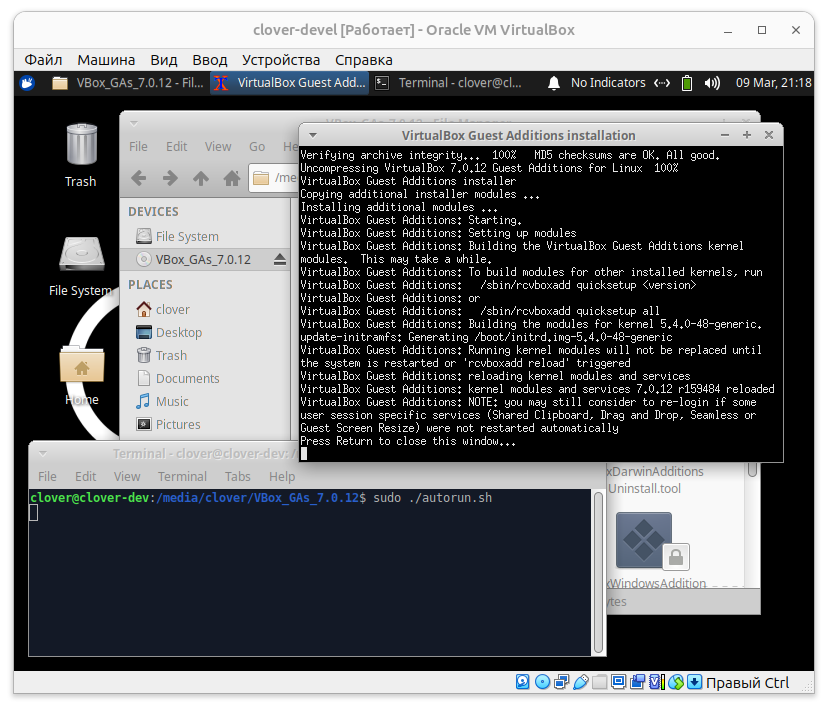 clover-devel [Работает] - Oracle VM VirtualBox
Файл Машина Вид Ввод Устройства Справка
VBox_GAs_7.0.12 - Fil... VirtualBox Guest Add... Terminal - clover@cl... No Indicators 09 Mar, 21:18
Trash
File System
Home
File Edit View Go He
/me
DEVICES
File System
VBox_GAs_7.0.12
PLACES
clover
Desktop
Trash
Documents
Music
Pictures
VirtualBox Guest Additions installation
Verifying archive integrity... 100% MD5 checksums are OK. All good.
Uncompressing VirtualBox 7.0.12 Guest Additions for Linux 100%
VirtualBox Guest Additions installer
Copying additional installer modules ...
Installing additional modules ...
VirtualBox Guest Additions: Starting.
VirtualBox Guest Additions: Setting up modules
VirtualBox Guest Additions: Building the VirtualBox Guest Additions kernel
modules. This may take a while.
VirtualBox Guest Additions: To build modules for other installed kernels, run
VirtualBox Guest Additions: /sbin/rcvboxadd quicksetup <version>
VirtualBox Guest Additions: or
VirtualBox Guest Additions: /sbin/rcvboxadd quicksetup all
VirtualBox Guest Additions: Building the modules for kernel 5.4.0-48-generic.
update-initramfs: Generating /boot/initrd.img-5.4.0-48-generic
VirtualBox Guest Additions: Running kernel modules will not be replaced until
the system is restarted or 'rcvboxadd reload' triggered
VirtualBox Guest Additions: reloading kernel modules and services
VirtualBox Guest Additions: kernel modules and services 7.0.12 r159484 reloaded
VirtualBox Guest Additions: NOTE: you may still consider to re-login if some
user session specific services (Shared Clipboard, Drag and Drop, Seamless or
Guest Screen Resize) were not restarted automatically
Press Return to close this window...
Terminal - clover@clover-dev: /
File Edit View Terminal Tabs Help
clover@clover-dev:/media/clover/VBox_GAs_7.0.12$ sudo ./autorun.sh
xDarwinAdditions
Uninstall.tool
xWindowsAddition
ytes
Правый Ctrl